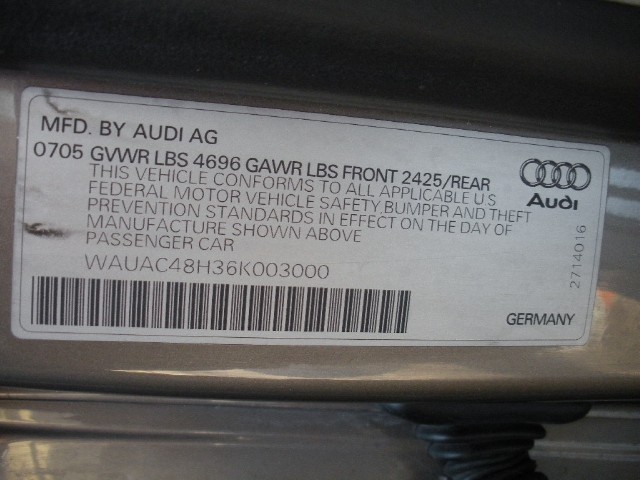 MFD. BY AUDI AG
0705 GVWR LBS 4696 GAWR LBS FRONT 2425/REAR
THIS VEHICLE CONFORMS TO ALL APPLICABLE U.S
FEDERAL MOTOR VEHICLE SAFETY, BUMPER AND THEFT
PREVENTION STANDARDS IN EFFECT ON THE DAY OF
MANUFACTURE SHOWN ABOVE
PASSENGER CAR
WAUAC48H36K003000
Audi
2714016
GERMANY